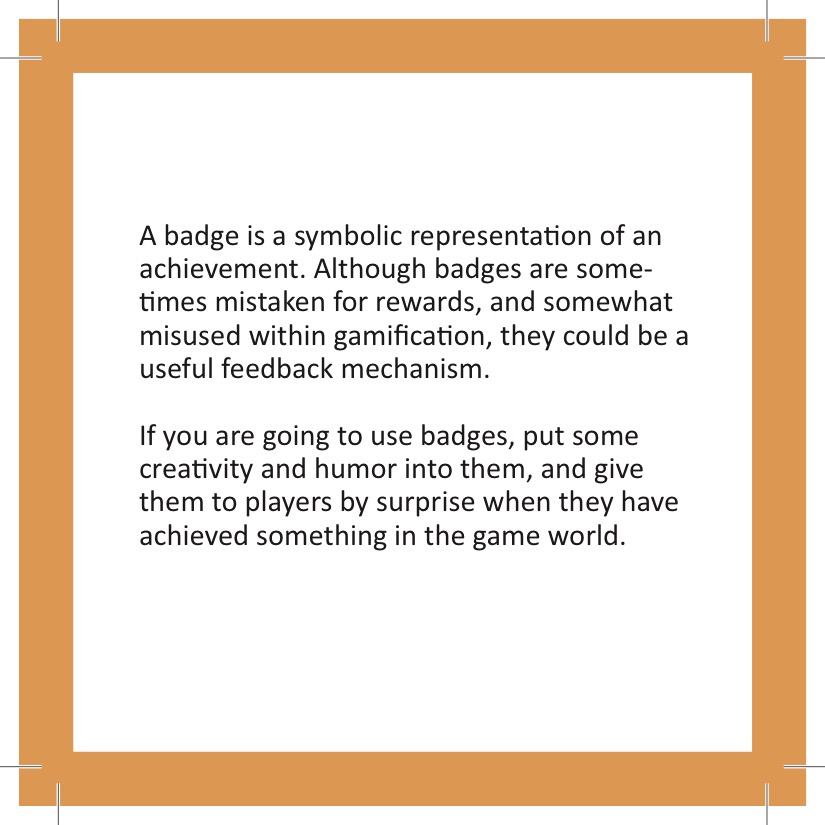 A badge is a symbolic representation of an
achievement. Although badges are some-
times mistaken for rewards, and somewhat
misused within gamification, they could be a
useful feedback mechanism.
If you are going to use badges, put some
creativity and humor into them, and give
them to players by surprise when they have
achieved something in the game world.